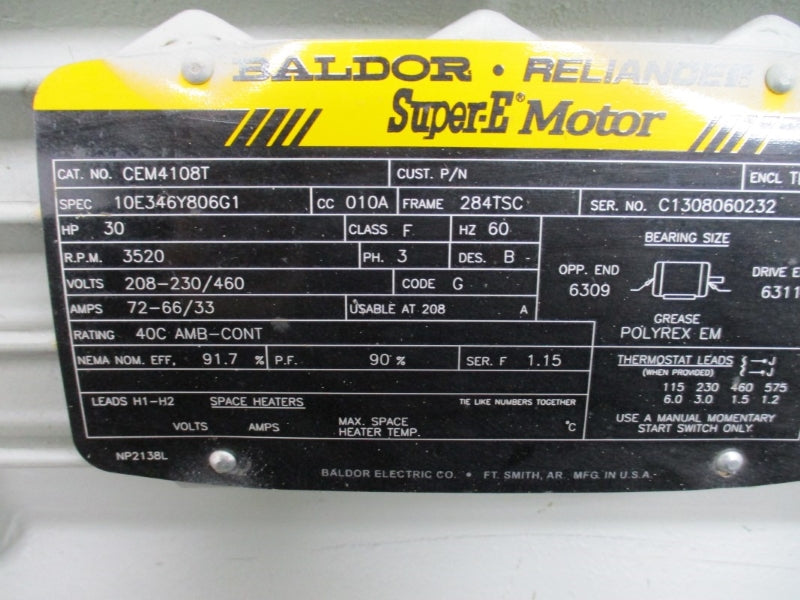 BALDOR • RELIANCE
Super-E® Motor
CAT. NO. CEM4108T CUST. P/N ENCL
SPEC 10E346Y806G1 CC 010A FRAME 284TSC SER. NO. C1308060232
HP 30 CLASS F HZ 60
R.P.M. 3520 PH. 3 DES. B
VOLTS 208-230/460 CODE G
AMPS 72-66/33 USABLE AT 208 A
RATING 40C AMB-CONT
NEMA NOM. EFF, 91.7 % P.F. 90 % SER. F 1.15
BEARING SIZE
OPP. END DRIVE E
6309 6311
GREASE
POLYREX EM
THERMOSTAT LEADS J
(WHEN PROVIDED) J
115 230 460 575
6.0 3.0 1.5 1.2
USE A MANUAL MOMENTARY
START SWITCH ONLY
LEADS H1-H2 SPACE HEATERS TIE LIKE NUMBERS TOGETHER
VOLTS AMPS MAX. SPACE
HEATER TEMP. °C
NP2138L
BALDOR ELECTRIC CO. • FT. SMITH, AR. MFG. IN U.S.A.